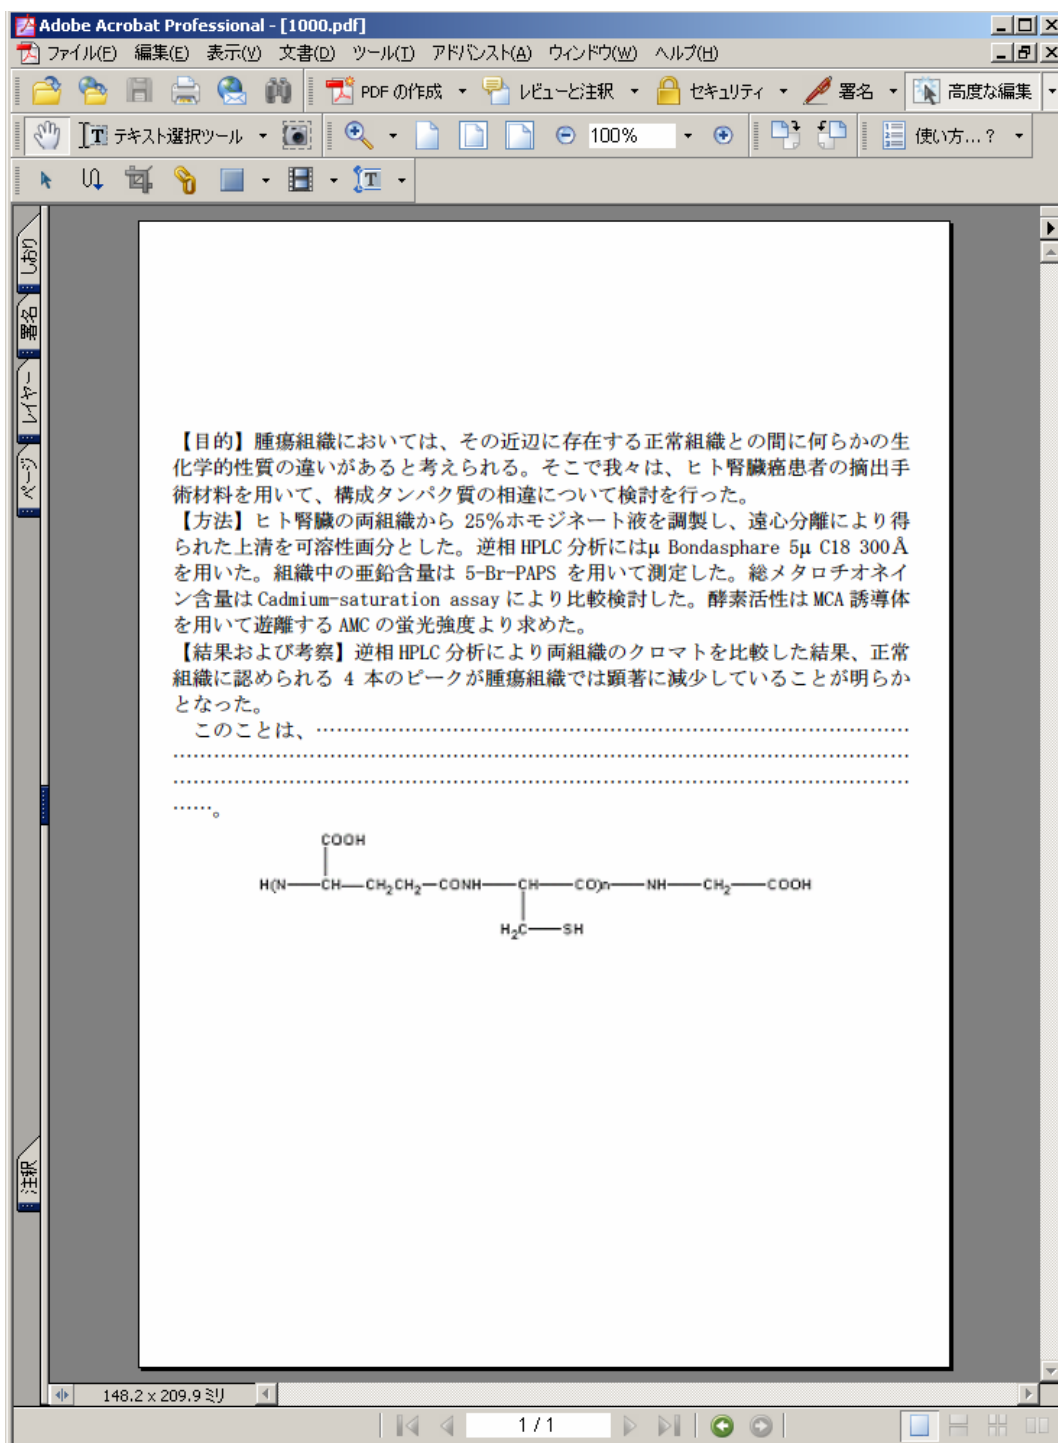 Adobe Acrobat Professional - [1000.pdf]
ファイル(F) 編集(E) 表示(V) 文書(D) ツール(T) アドバンスト(A) ウィンドウ(W) ヘルプ(H)
PDF の作成 レビューと注釈 セキュリティ 署名 高度な編集
テキスト選択ツール 100% 使い方...?
しおり
署名
レイヤー
ページ
注釈
【目的】腫瘍組織においては、その近辺に存在する正常組織との間に何らかの生
化学的性質の違いがあると考えられる。そこで我々は、ヒト腎臓癌患者の摘出手
術材料を用いて、構成タンパク質の相違について検討を行った。
【方法】ヒト腎臓の両組織から 25%ホモジネート液を調製し、遠心分離により得
られた上清を可溶性画分とした。逆相 HPLC 分析にはμ Bondasphare 5μ C18 300Å
を用いた。組織中の亜鉛含量は 5-Br-PAPS を用いて測定した。総メタロチオネイ
ン含量は Cadmium-saturation assay により比較検討した。酵素活性は MCA 誘導体
を用いて遊離する AMC の蛍光強度より求めた。
【結果および考察】逆相 HPLC 分析により両組織のクロマトを比較した結果、正常
組織に認められる 4 本のピークが腫瘍組織では顕著に減少していることが明らか
となった。
このことは、……………………………………………………………………………
………………………………………………………………………………………………
………………………………………………………………………………………………
……。
COOH
H(N―CH―CH₂CH₂―CONH―CH―CO)n―NH―CH₂―COOH
H₂C―SH
148.2 x 209.9 ミリ
1 / 1